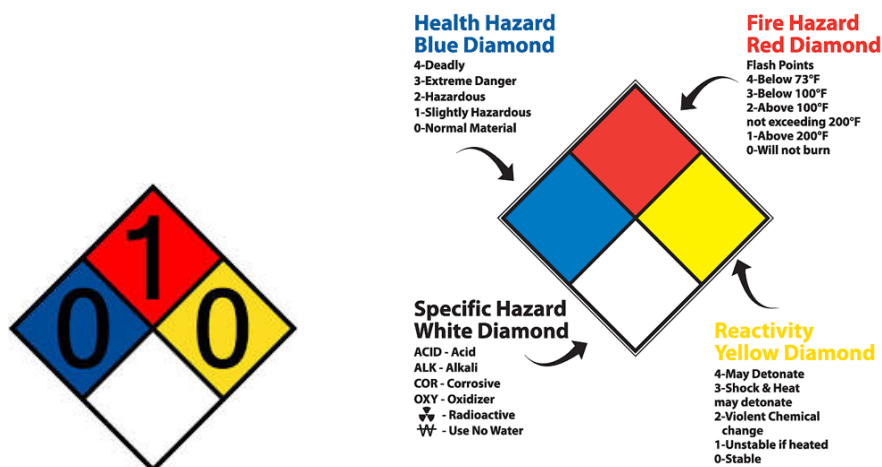 1
0 0
Health Hazard
Blue Diamond
4-Deadly
3-Extreme Danger
2-Hazardous
1-Slightly Hazardous
0-Normal Material
Fire Hazard
Red Diamond
Flash Points
4-Below 73°F
3-Below 100°F
2-Above 100°F
not exceeding 200°F
1-Above 200°F
0-Will not burn
Specific Hazard
White Diamond
ACID - Acid
ALK - Alkali
COR - Corrosive
OXY - Oxidizer
- Radioactive
W - Use No Water
Reactivity
Yellow Diamond
4-May Detonate
3-Shock & Heat
may detonate
2-Violent Chemical
change
1-Unstable if heated
0-Stable